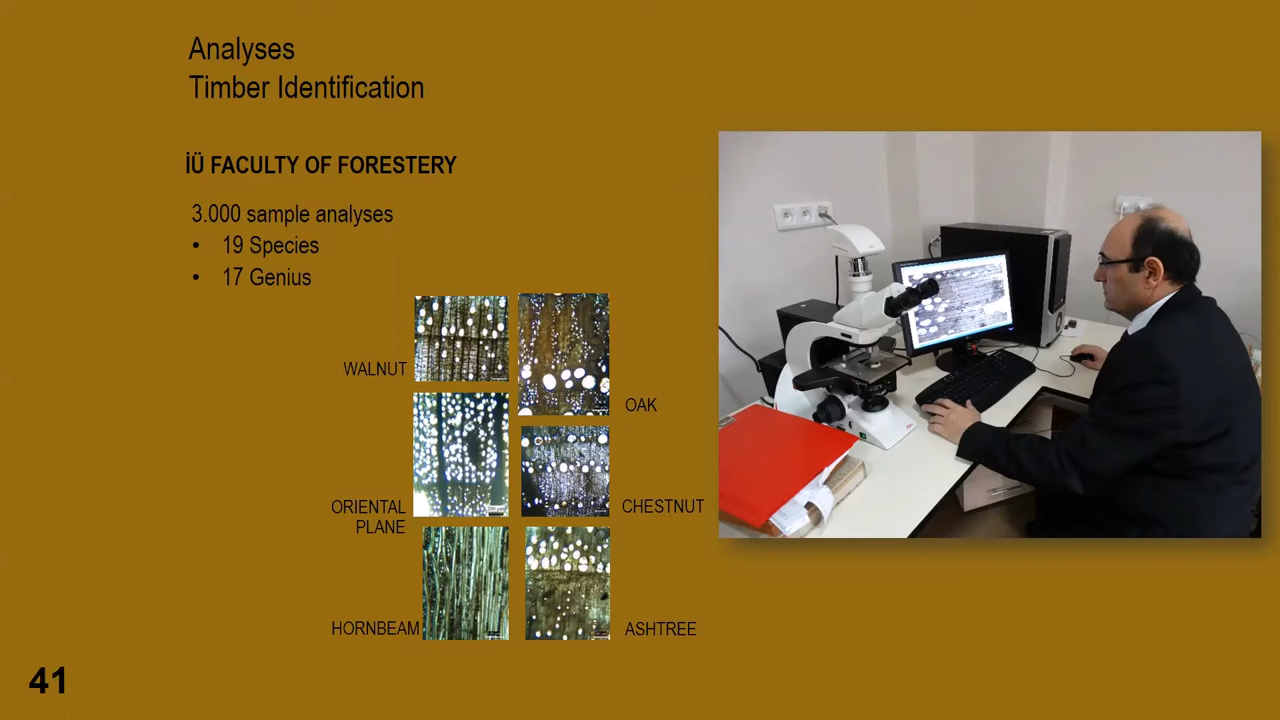 Analyses
Timber Identification
İÜ FACULTY OF FORESTERY
3.000 sample analyses
• 19 Species
• 17 Genius
WALNUT
OAK
ORIENTAL
PLANE
CHESTNUT
HORNBEAM
ASHTREE
41